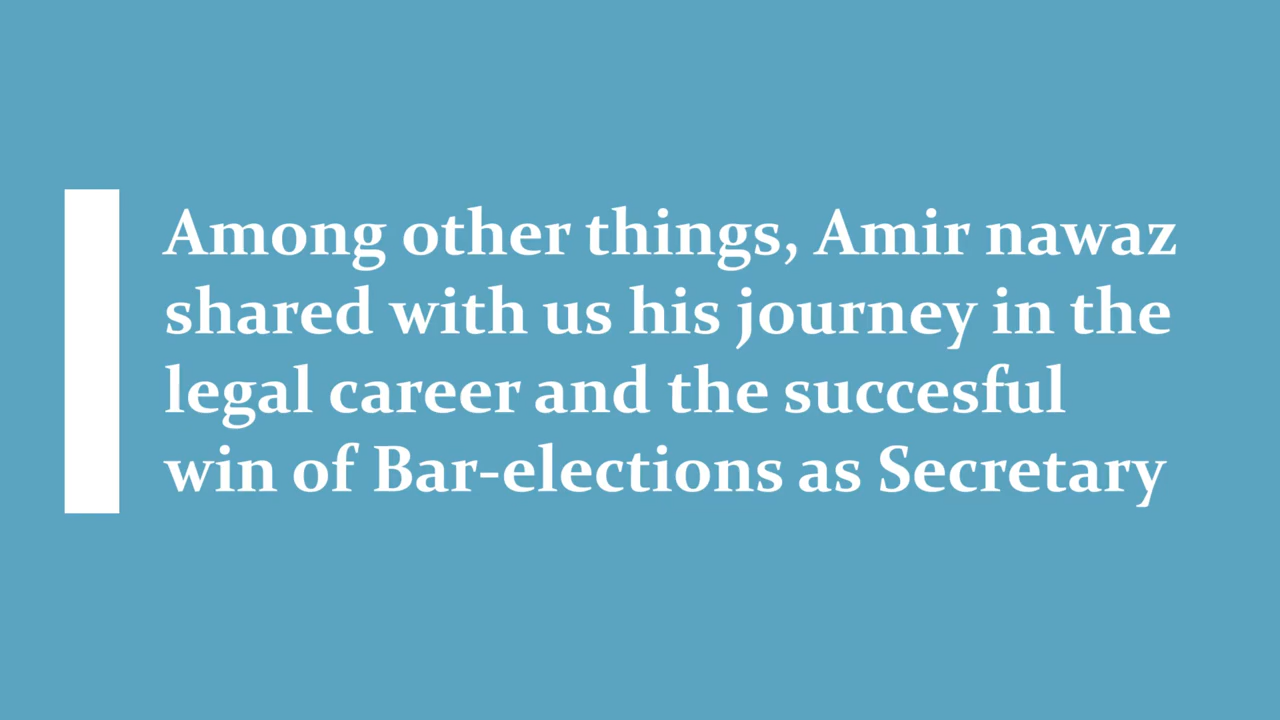 Among other things, Amir nawaz
shared with us his journey in the
legal career and the succesful
win of Bar-elections as Secretary